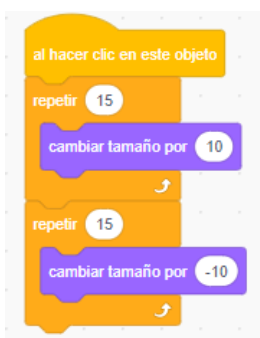 al hacer clic en este objeto
repetir 15
cambiar tamaño por 10
repetir 15
cambiar tamaño por -10